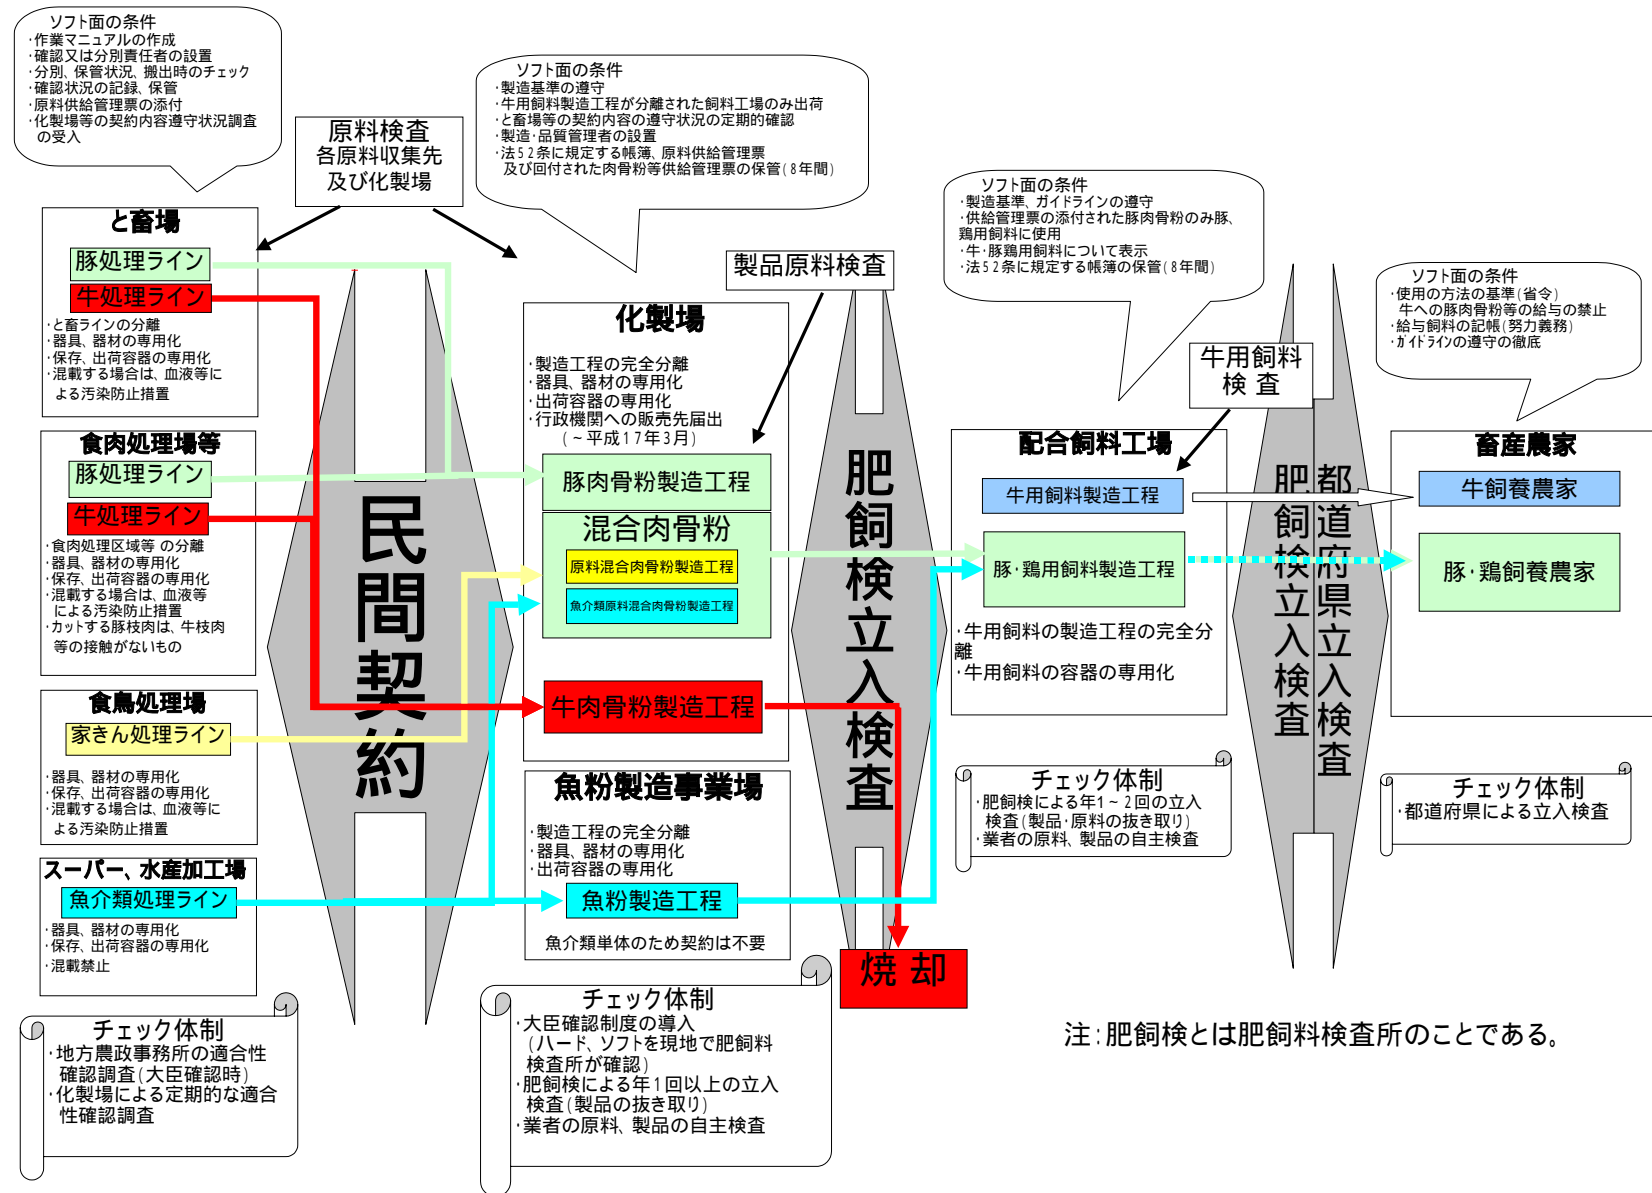 ソフト面の条件
・作業マニュアルの作成
・確認又は分別責任者の設置
・分別、保管状況、搬出時のチェック
・確認状況の記録、保管
・原料供給管理票の添付
・化製場等の契約内容遵守状況調査
の受入
原料検査
各原料収集先
及び化製場
ソフト面の条件
・製造基準の遵守
・牛用飼料製造工程が分離された飼料工場のみ出荷
・と畜場等の契約内容の遵守状況の定期的確認
・製造・品質管理者の設置
・法52条に規定する帳簿、原料供給管理票
及び回付された肉骨粉等供給管理票の保管(8年間)
製品原料検査
ソフト面の条件
・製造基準、ガイドラインの遵守
・供給管理票の添付された豚肉骨粉のみ豚、
鶏用飼料に使用
・牛・豚鶏用飼料について表示
・法52条に規定する帳簿の保管(8年間)
牛用飼料
検 査
ソフト面の条件
・使用の方法の基準(省令)
牛への豚肉骨粉等の給与の禁止
・給与飼料の記帳(努力義務)
・ガイドラインの遵守の徹底
と畜場
豚処理ライン
牛処理ライン
・と畜ラインの分離
・器具、器材の専用化
・保存、出荷容器の専用化
・混載する場合は、血液等に
よる汚染防止措置
食肉処理場等
豚処理ライン
牛処理ライン
・食肉処理区域等 の分離
・器具、器材の専用化
・保存、出荷容器の専用化
・混載する場合は、血液等
による汚染防止措置
・カットする豚枝肉は、牛枝肉
等の接触がないもの
食鳥処理場
家きん処理ライン
・器具、器材の専用化
・保存、出荷容器の専用化
・混載する場合は、血液等に
よる汚染防止措置
スーパー、水産加工場
魚介類処理ライン
・器具、器材の専用化
・保存、出荷容器の専用化
・混載禁止
チェック体制
・地方農政事務所の適合性
確認調査(大臣確認時)
・化製場による定期的な適合
性確認調査
民間契約
化製場
・製造工程の完全分離
・器具、器材の専用化
・出荷容器の専用化
・行政機関への販売先届出
(~平成17年3月)
豚肉骨粉製造工程
混合肉骨粉
原料混合肉骨粉製造工程
魚介類原料混合肉骨粉製造工程
牛肉骨粉製造工程
魚粉製造事業場
・製造工程の完全分離
・器具、器材の専用化
・出荷容器の専用化
魚粉製造工程
魚介類単体のため契約は不要
チェック体制
・大臣確認制度の導入
(ハード、ソフトを現地で肥飼料
検査所が確認)
・肥飼検による年1回以上の立入
検査(製品の抜き取り)
・業者の原料、製品の自主検査
肥飼検立入検査
焼 却
配合飼料工場
牛用飼料製造工程
豚・鶏用飼料製造工程
・牛用飼料の製造工程の完全分
離
・牛用飼料の容器の専用化
チェック体制
・肥飼検による年1~2回の立入
検査(製品・原料の抜き取り)
・業者の原料、製品の自主検査
肥飼検立入検査
都道府県立入検査
畜産農家
牛飼養農家
豚・鶏飼養農家
チェック体制
・都道府県による立入検査
注:肥飼検とは肥飼料検査所のことである。